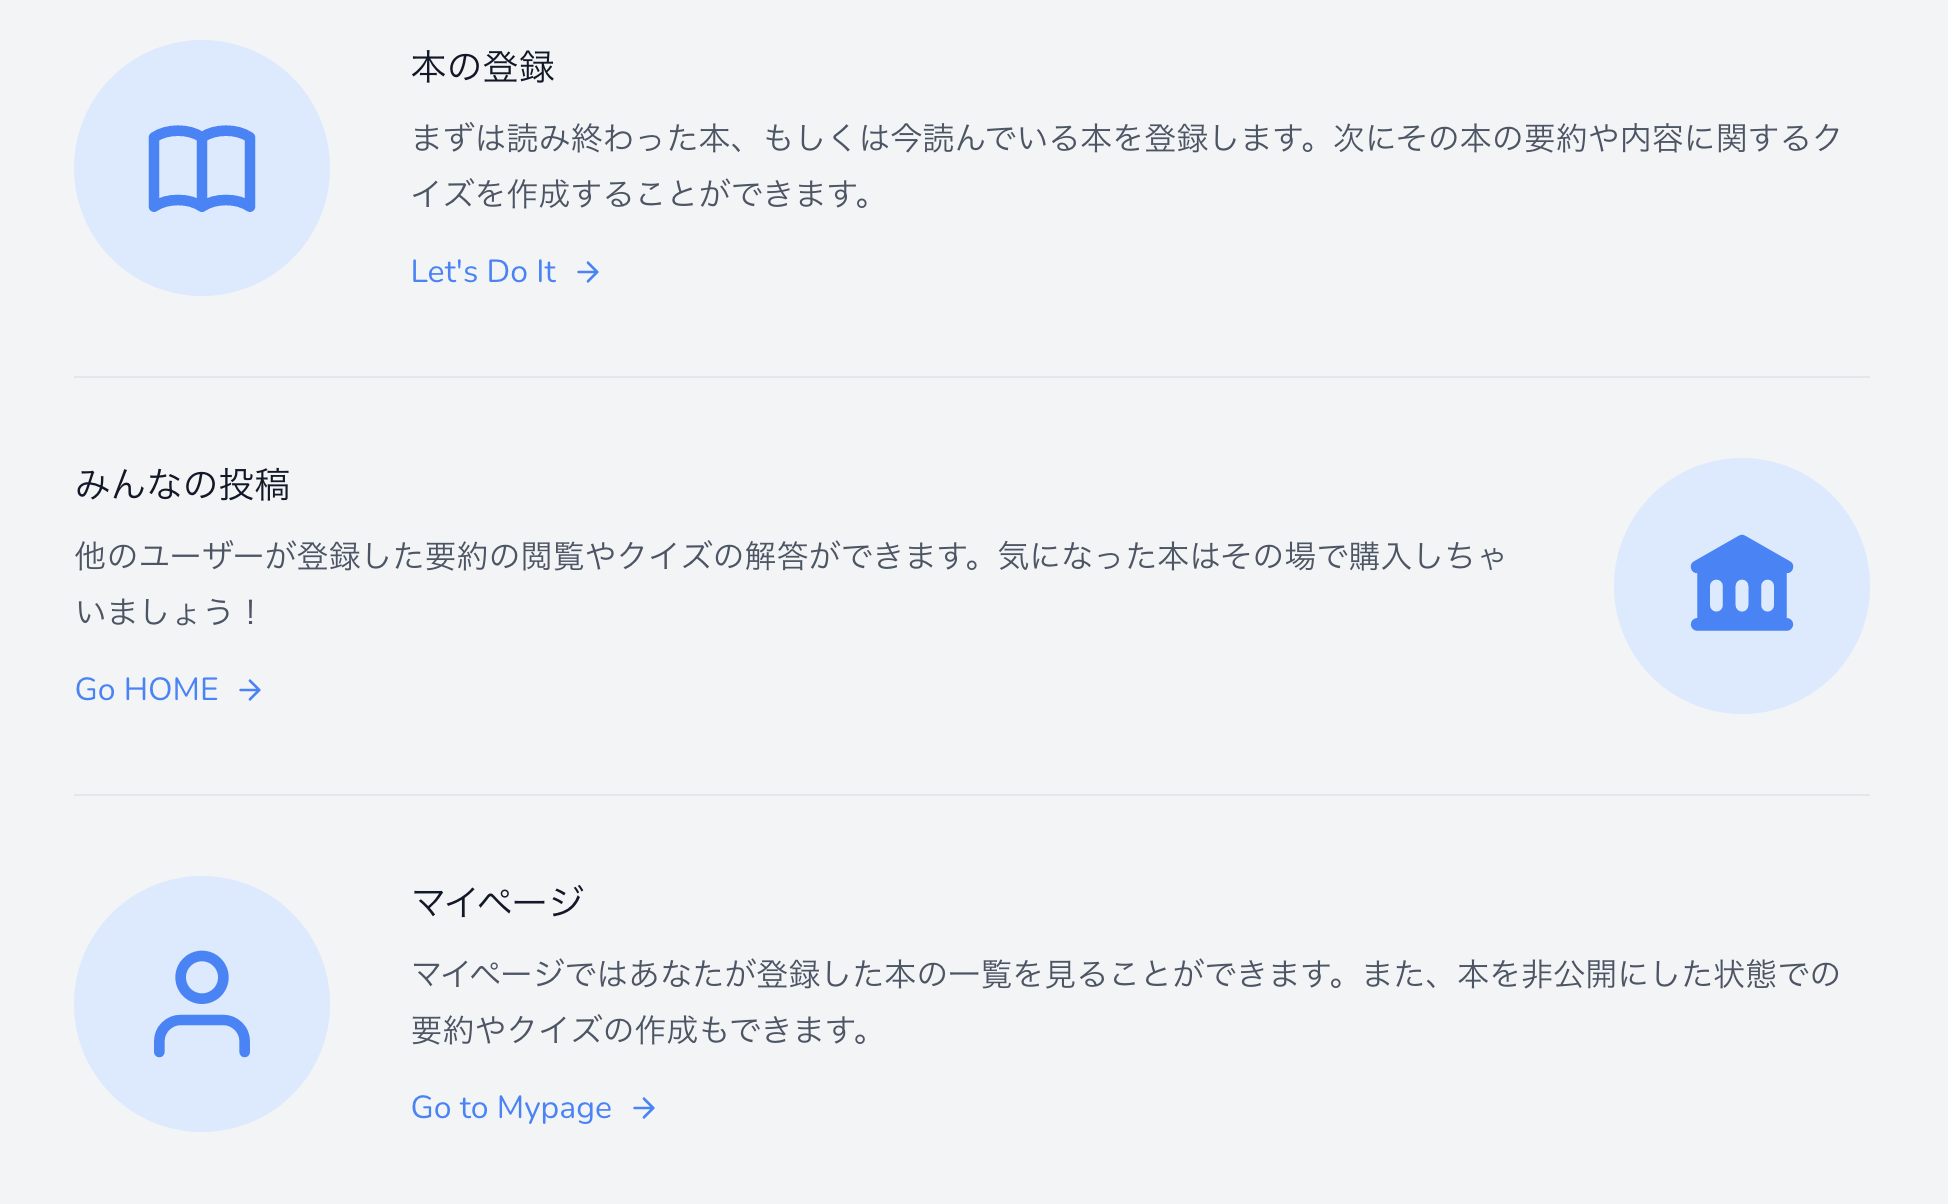 本の登録
まずは読み終わった本、もしくは今読んでいる本を登録します。次にその本の要約や内容に関するク
イズを作成することができます。
Let's Do It →
みんなの投稿
他のユーザーが登録した要約の閲覧やクイズの解答ができます。気になった本はその場で購入しちゃ
いましょう！
Go HOME →
マイページ
マイページではあなたが登録した本の一覧を見ることができます。また、本を非公開にした状態での
要約やクイズの作成もできます。
Go to Mypage →